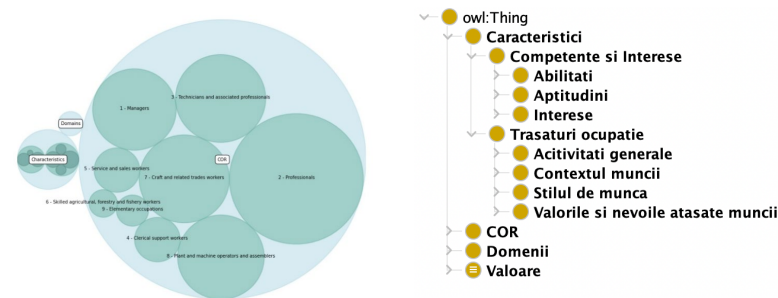 3 - Technicians and associated professionals
1 - Managers
Domains
Characteristics
COR
5 - Service and sales workers
7 - Craft and related trades workers
2 - Professionals
6 - Skilled agricultural, forestry and fishery workers
9 - Elementary occupations
4 - Clerical support workers
8 - Plant and machine operators and assemblers
owl:Thing
Caracteristici
Competente si Interese
Abilitati
Aptitudini
Interese
Trasaturi ocupatie
Acitivitati generale
Contextul muncii
Stilul de munca
Valorile si nevoile atasate muncii
COR
Domenii
Valoare